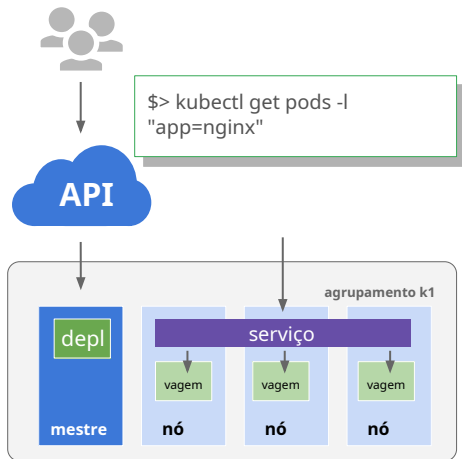 $> kubectl get pods -l
"app=nginx"
API
agrupamento k1
depl
serviço
vagem
vagem
vagem
mestre
nó
nó
nó